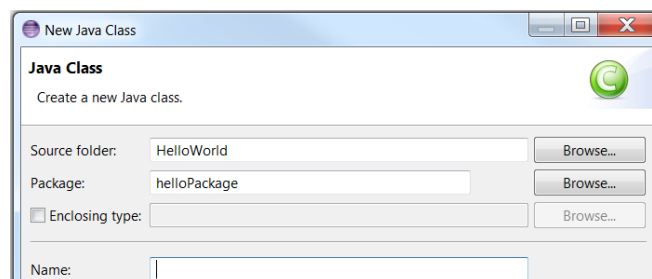 New Java Class
Java Class
Create a new Java class.
C
Source folder: HelloWorld Browse...
Package: helloPackage Browse...
Enclosing type: Browse...
Name: